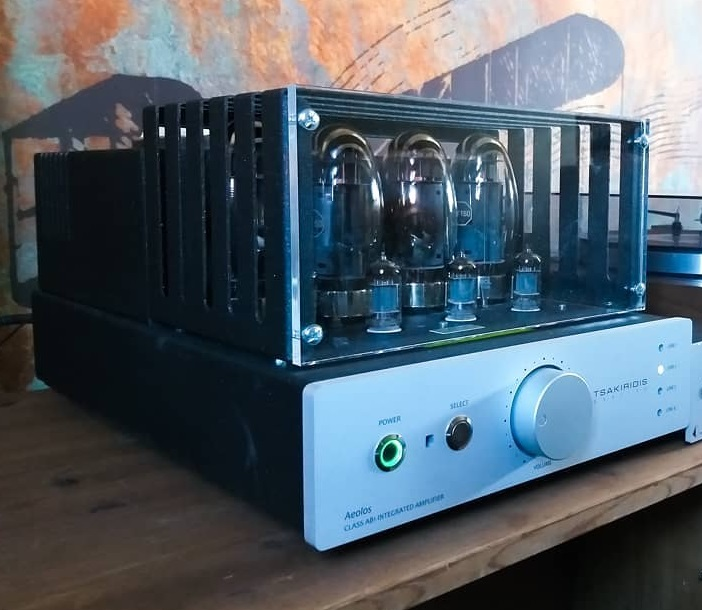 POWER
SELECT
VOLUME
TSAKIRIDIS
Aeolos
CLASS AB1 INTEGRATED AMPLIFIER